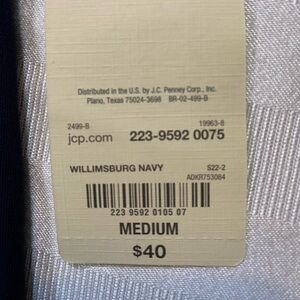 Distributed in the U.S. by J.C. Penney Corp., Inc.
Plano, Texas 75024-3698 BR-02-499-B
2499-B 19963-8
jcp.com 223-9592 0075
WILLIMSBURG NAVY S22-2
ADKR753084
223 9592 0105 07
MEDIUM
$40